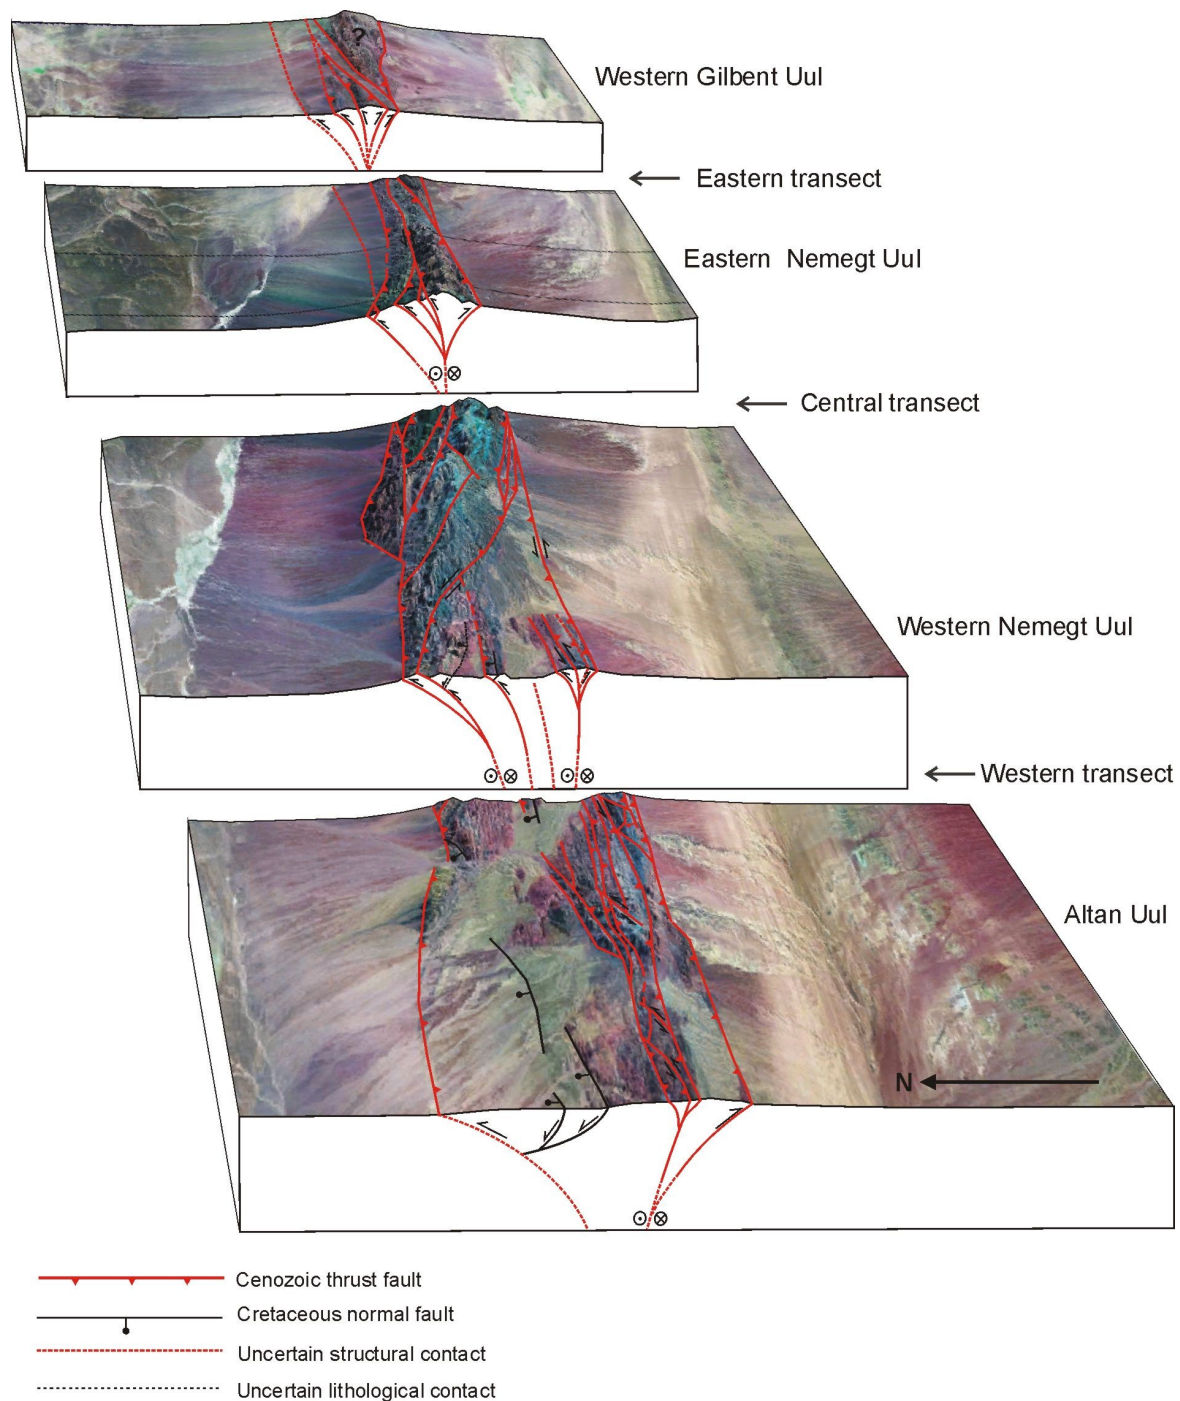 ?
Western Gilbent Uul
Eastern transect
Eastern Nemegt Uul
Central transect
Western Nemegt Uul
Western transect
Altan Uul
N
Cenozoic thrust fault
Cretaceous normal fault
Uncertain structural contact
Uncertain lithological contact